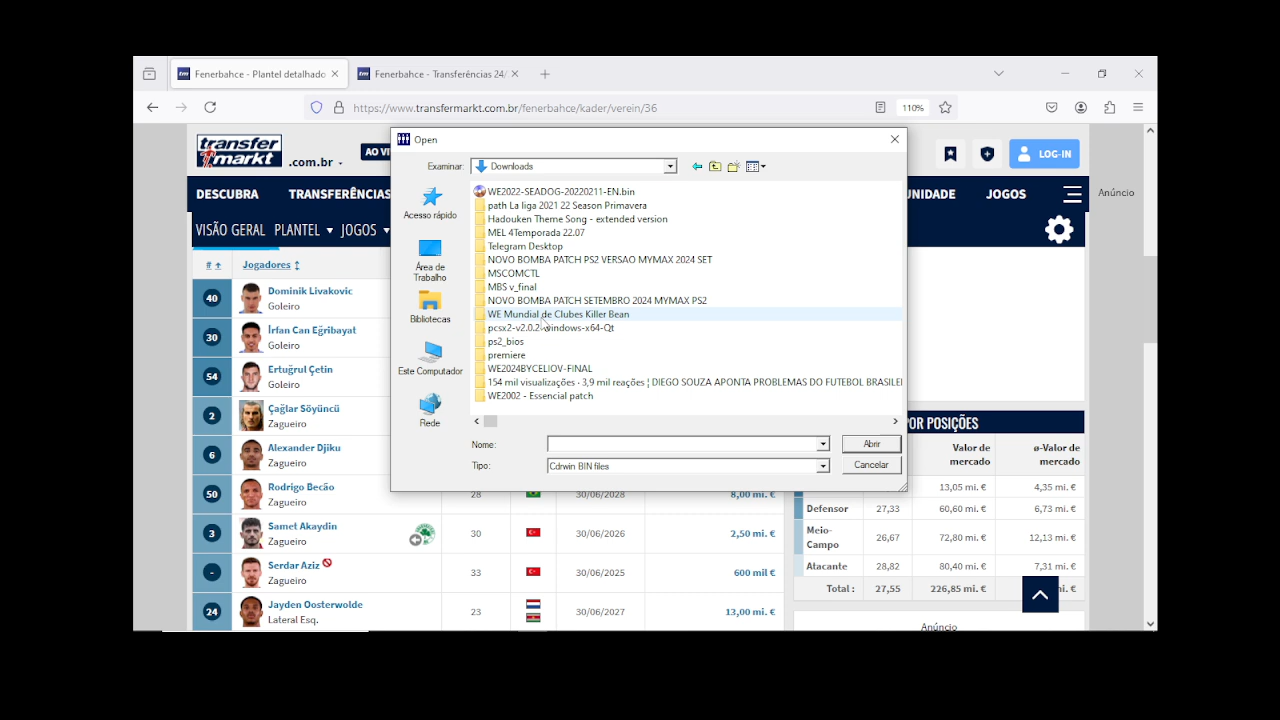 Fenerbahce - Plantel detalhado
Fenerbahce - Transferências 24/
https://www.transfermarkt.com.br/fenerbahce/kader/verein/36
110%
transfer
markt
.com.br
AO VI
LOG-IN
Anúncio
DESCUBRA
TRANSFERÊNCIAS
UNIDADE
JOGOS
VISÃO GERAL
PLANTEL
JOGOS
#
Jogadores
40
Dominik Livakovic
Goleiro
30
İrfan Can Eğribayat
Goleiro
54
Ertuğrul Çetin
Goleiro
2
Çağlar Söyüncü
Zagueiro
6
Alexander Djiku
Zagueiro
50
Rodrigo Becão
Zagueiro
28
30/06/2028
8,00 mi. €
3
Samet Akaydin
Zagueiro
30
30/06/2026
2,50 mi. €
-
Serdar Aziz
Zagueiro
33
30/06/2025
600 mil €
24
Jayden Oosterwolde
Lateral Esq.
23
30/06/2027
13,00 mi. €
Open
Examinar:
Downloads
Acesso rápido
Área de
Trabalho
Bibliotecas
Este Computador
Rede
WE2022-SEADOG-20220211-EN.bin
path La liga 2021 22 Season Primavera
Hadouken Theme Song - extended version
MEL 4Temporada 22.07
Telegram Desktop
NOVO BOMBA PATCH PS2 VERSAO MYMAX 2024 SET
MSCOMCTL
MBS v_final
NOVO BOMBA PATCH SETEMBRO 2024 MYMAX PS2
WE Mundial de Clubes Killer Bean
pcsx2-v2.0.2-windows-x64-Qt
ps2_bios
premiere
WE2024BYCELIOV-FINAL
154 mil visualizações · 3,9 mil reações ¦ DIEGO SOUZA APONTA PROBLEMAS DO FUTEBOL BRASILEI
WE2002 - Essencial patch
Nome:
Abrir
Tipo:
Cdrwin BIN files
Cancelar
POR POSIÇÕES
Valor de
mercado
ø-Valor de
mercado
13,05 mi. €
4,35 mi. €
Defensor
27,33
60,60 mi. €
6,73 mi. €
Meio-
Campo
26,67
72,80 mi. €
12,13 mi. €
Atacante
28,82
80,40 mi. €
7,31 mi. €
Total :
27,55
226,85 mi. €
mi. €
Anúncio